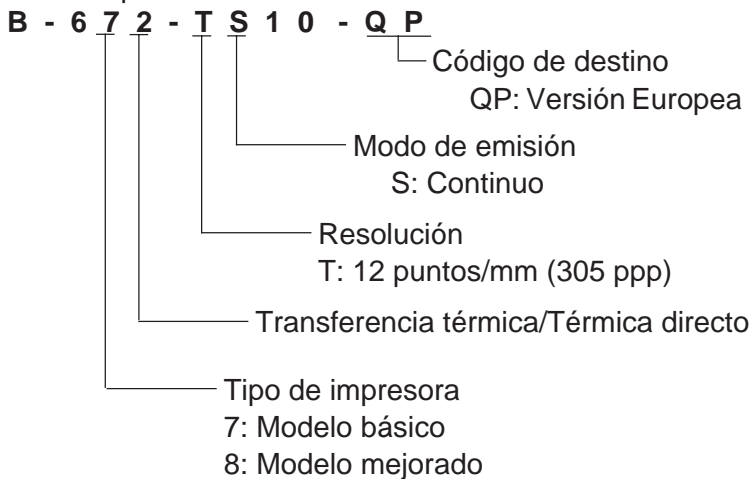 B - 6 7 2 - T S 1 0 - Q P
Código de destino
QP: Versión Europea
Modo de emisión
S: Continuo
Resolución
T: 12 puntos/mm (305 ppp)
Transferencia térmica/Térmica directo
Tipo de impresora
7: Modelo básico
8: Modelo mejorado